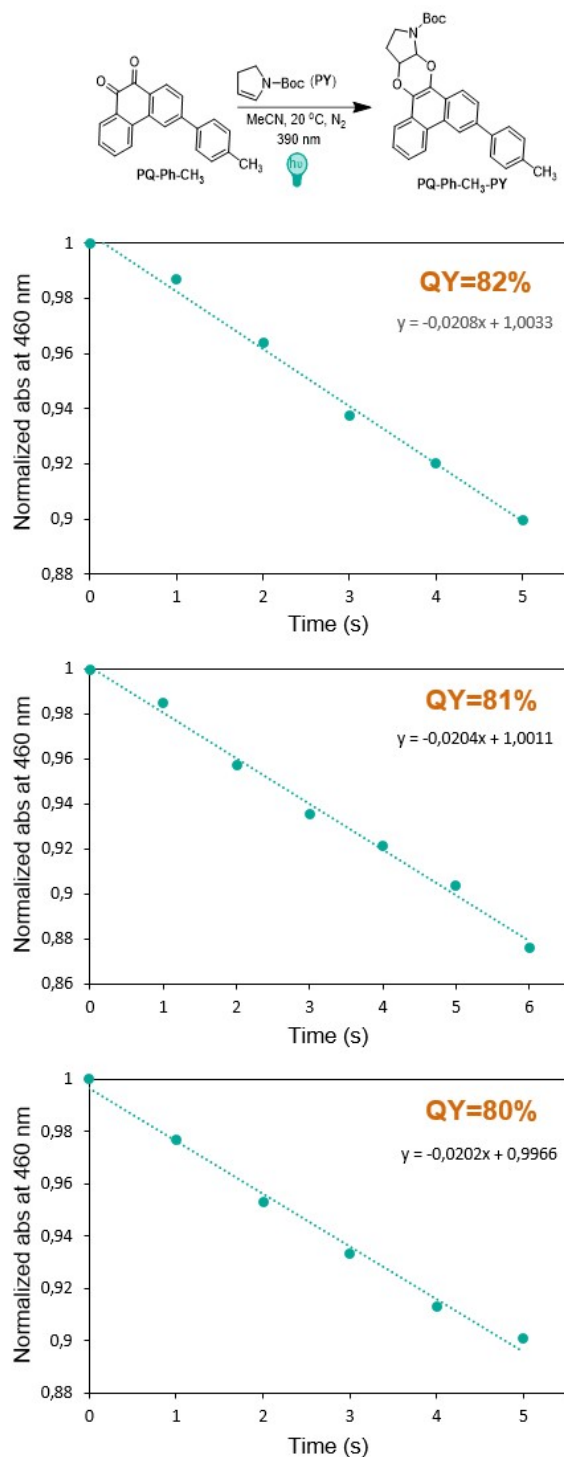 Boc
N
O
O
N-Boc (PY)
MeCN, 20 ⁰C, N₂
390 nm
hυ
O
O
CH₃
PQ-Ph-CH₃
CH₃
PQ-Ph-CH₃-PY
QY=82%
y = -0,0208x + 1,0033
Normalized abs at 460 nm
1
0,98
0,96
0,94
0,92
0,9
0,88
0 1 2 3 4 5
Time (s)
QY=81%
y = -0,0204x + 1,0011
Normalized abs at 460 nm
1
0,98
0,96
0,94
0,92
0,9
0,88
0,86
0 1 2 3 4 5 6
Time (s)
QY=80%
y = -0,0202x + 0,9966
Normalized abs at 460 nm
1
0,98
0,96
0,94
0,92
0,9
0,88
0 1 2 3 4 5
Time (s)